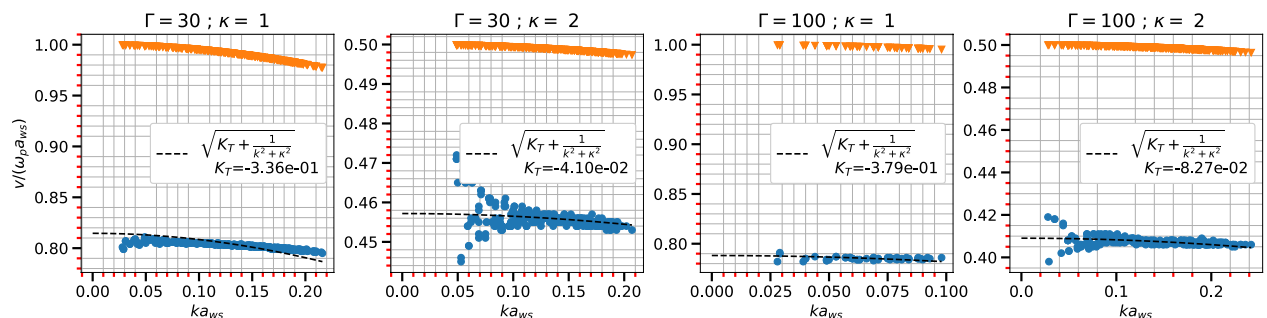 Γ = 30 ; κ = 1
Γ = 30 ; κ = 2
Γ = 100 ; κ = 1
Γ = 100 ; κ = 2
v/(ω_p a_ws)
1.00
0.95
0.90
0.85
0.80
0.50
0.49
0.48
0.47
0.46
0.45
1.00
0.95
0.90
0.85
0.80
0.50
0.48
0.46
0.44
0.42
0.40
√(K_T + 1/(k² + κ²))
K_T=-3.36e-01
√(K_T + 1/(k² + κ²))
K_T=-4.10e-02
√(K_T + 1/(k² + κ²))
K_T=-3.79e-01
√(K_T + 1/(k² + κ²))
K_T=-8.27e-02
0.00 0.05 0.10 0.15 0.20
0.00 0.05 0.10 0.15 0.20
0.000 0.025 0.050 0.075 0.100
0.0 0.1 0.2
ka_ws
ka_ws
ka_ws
ka_ws